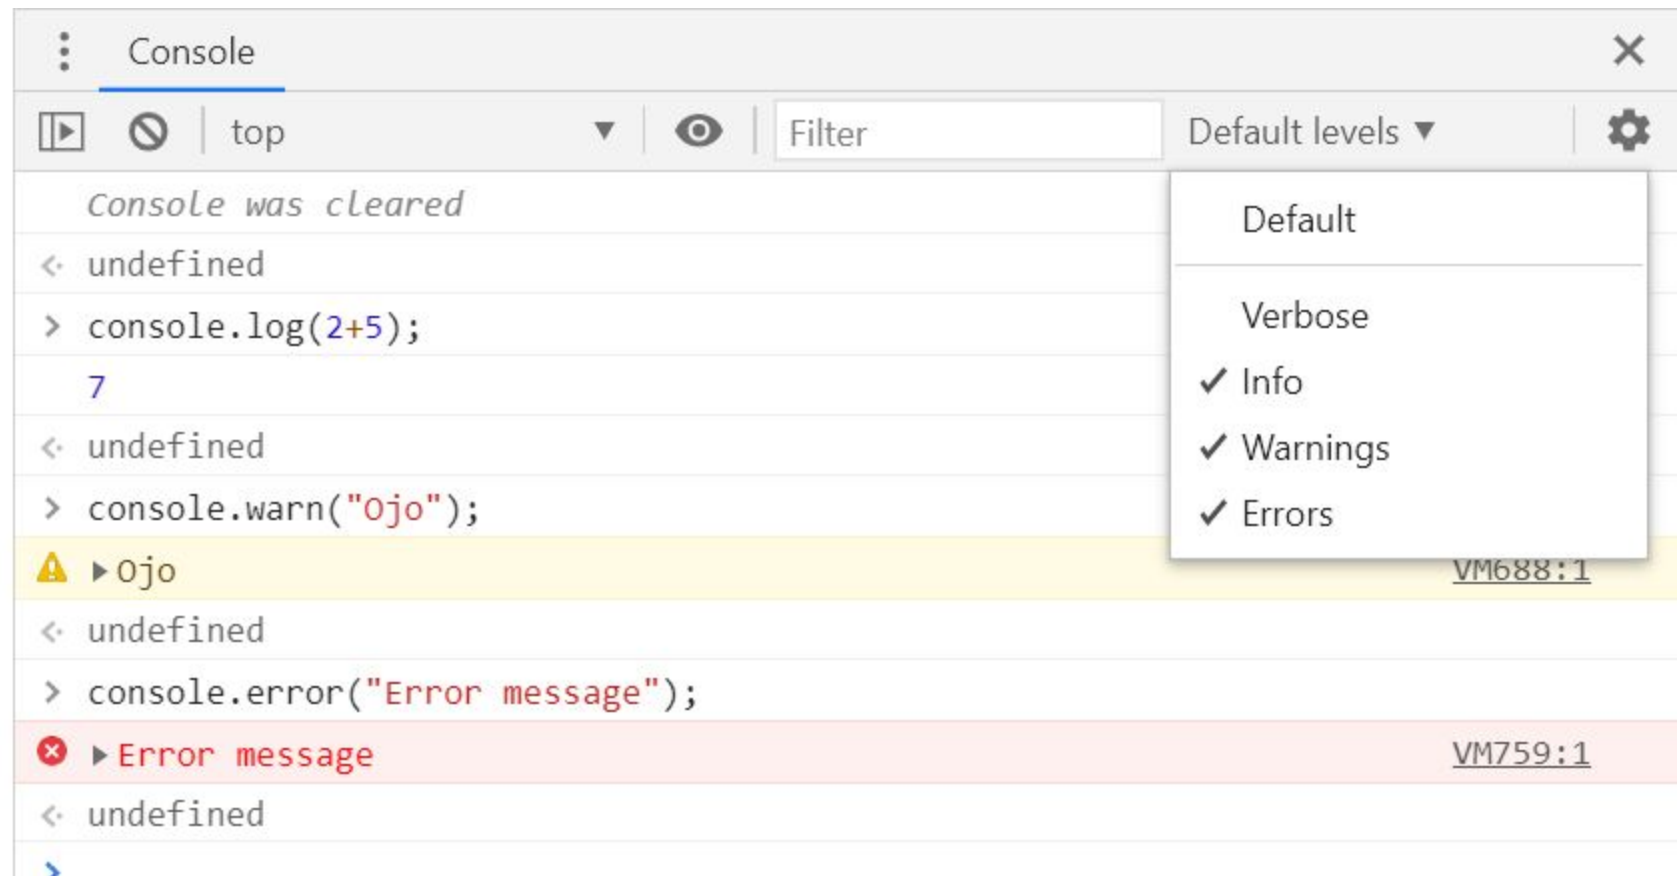 Console
top Filter Default levels
Console was cleared
Default
undefined
Verbose
console.log(2+5);
Info
7
undefined
Warnings
console.warn("Ojo");
Errors
Ojo VM688:1
undefined
console.error("Error message");
Error message VM759:1
undefined